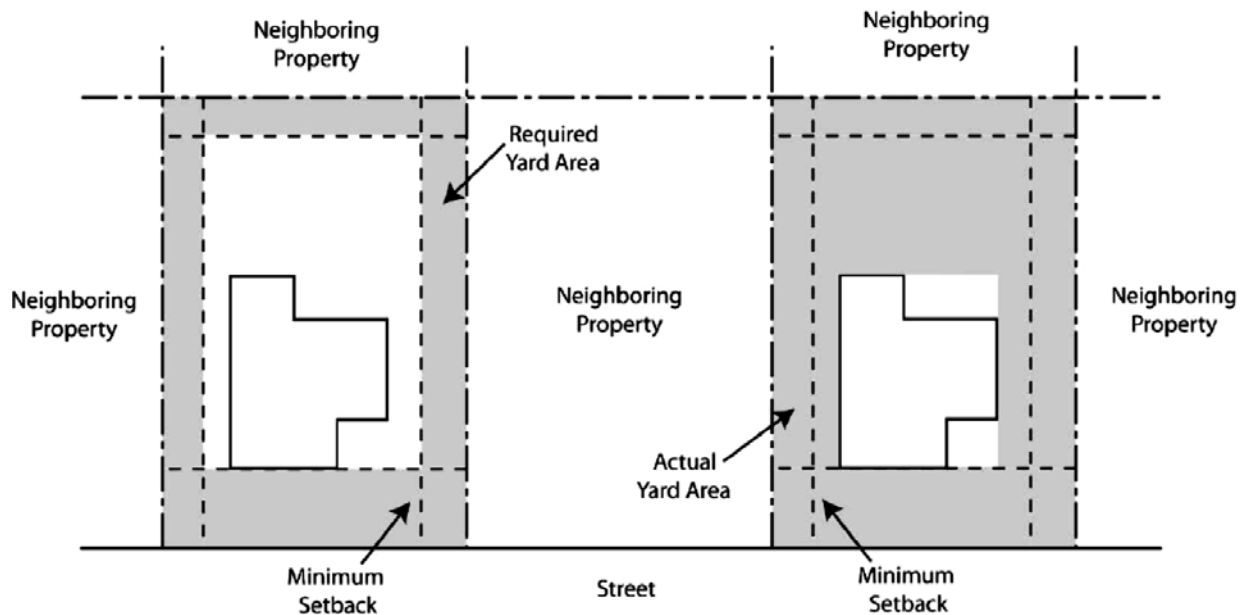 Neighboring
Property
Neighboring
Property
Required
Yard Area
Neighboring
Property
Neighboring
Property
Neighboring
Property
Actual
Yard Area
Minimum
Setback
Street
Minimum
Setback